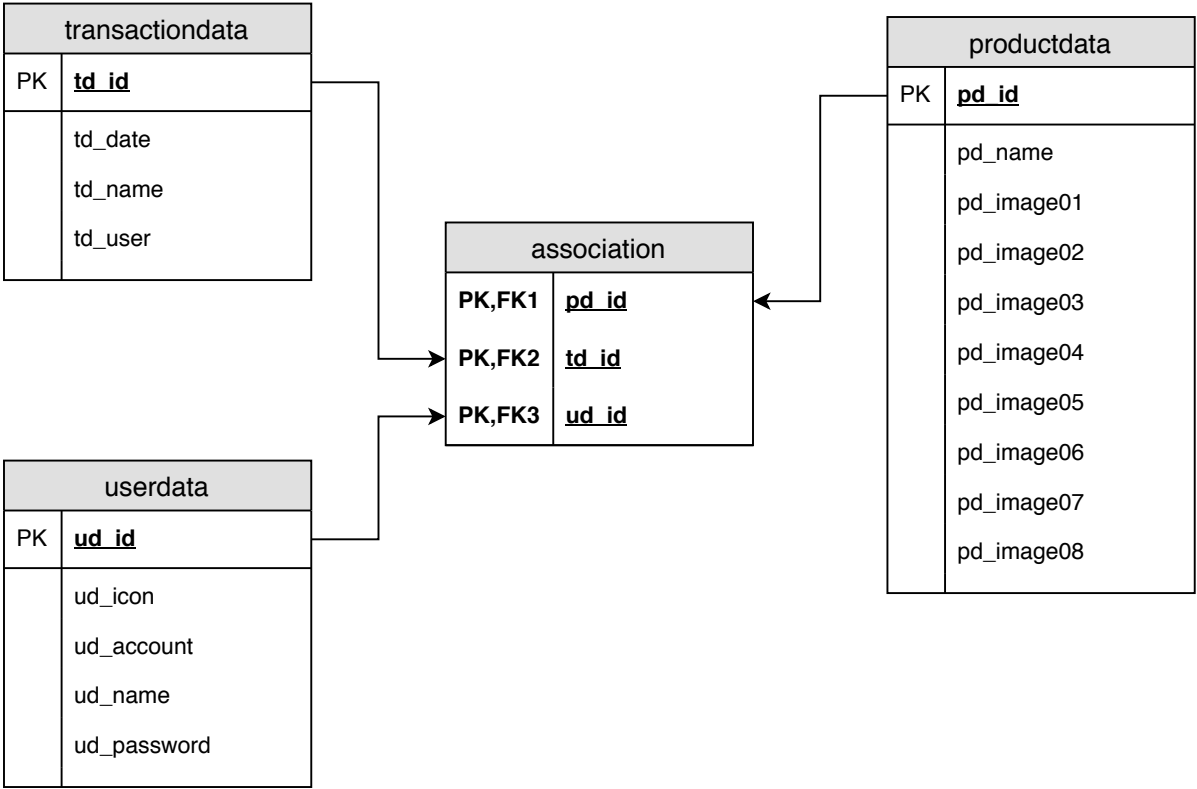 transactiondata
PK td_id
td_date
td_name
td_user
userdata
PK ud_id
ud_icon
ud_account
ud_name
ud_password
association
PK,FK1 pd_id
PK,FK2 td_id
PK,FK3 ud_id
productdata
PK pd_id
pd_name
pd_image01
pd_image02
pd_image03
pd_image04
pd_image05
pd_image06
pd_image07
pd_image08